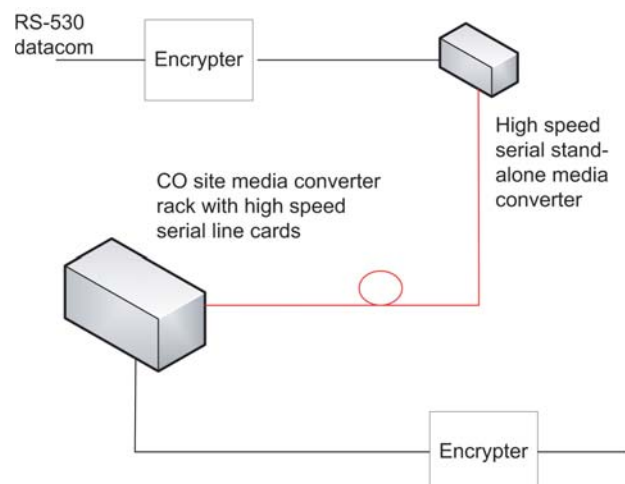 RS-530
datacom
Encrypter
High speed
serial stand-
alone media
converter
CO site media converter
rack with high speed
serial line cards
Encrypter